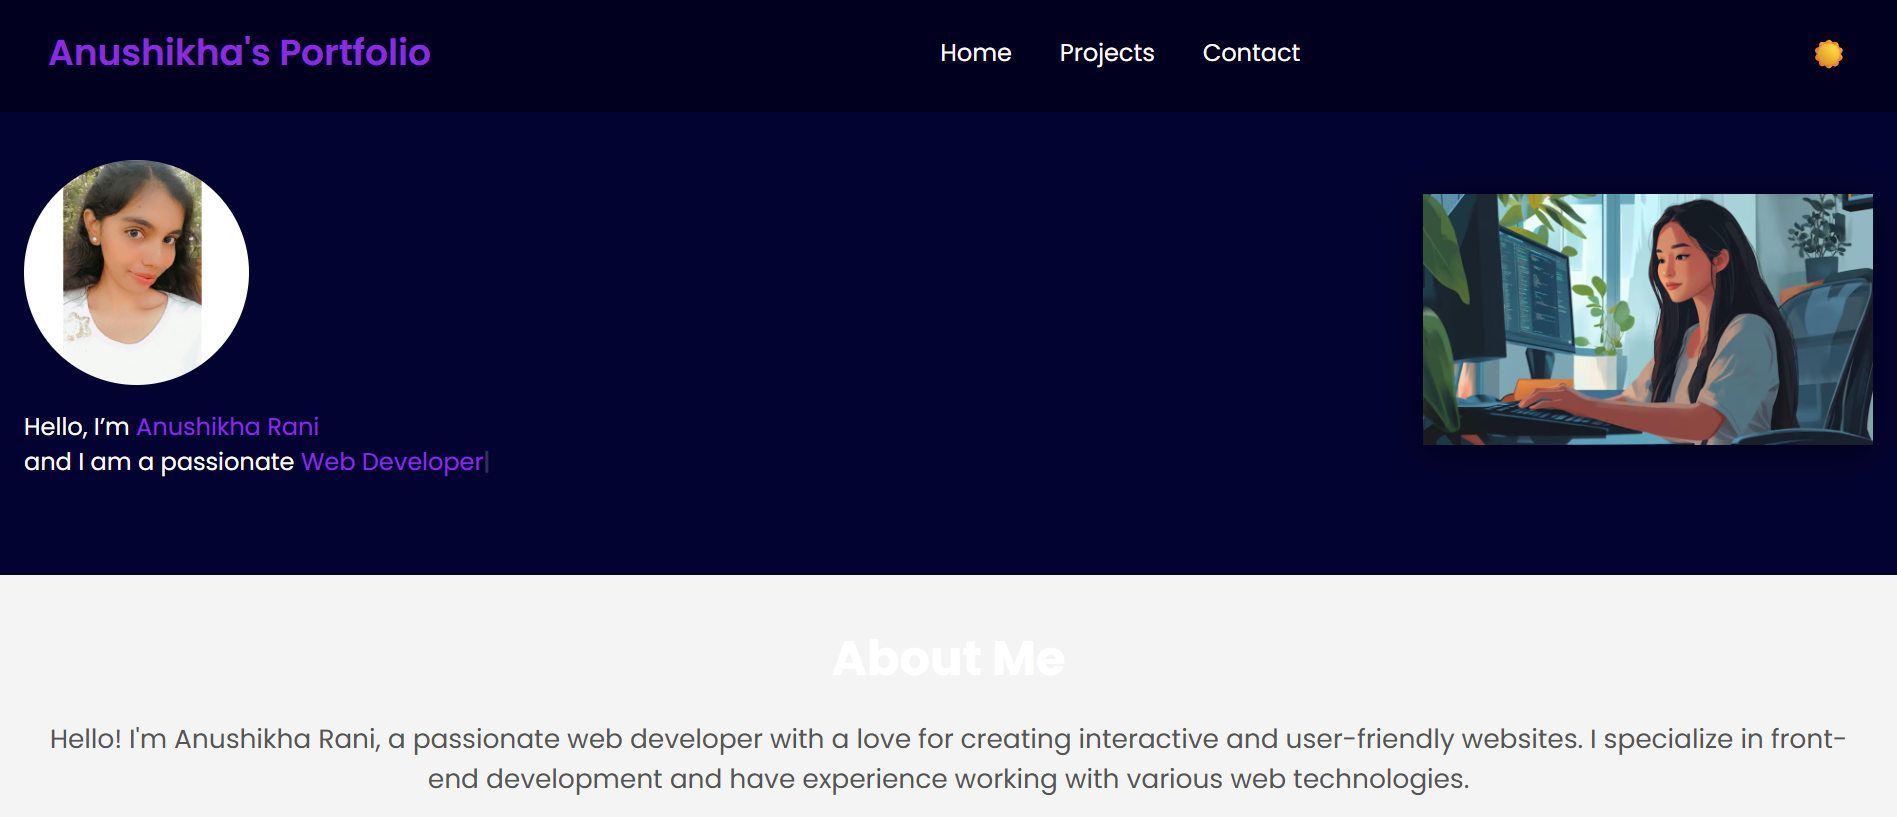 Anushikha's Portfolio
Home Projects Contact
Hello, I’m Anushikha Rani
and I am a passionate Web Developer|
About Me
Hello! I'm Anushikha Rani, a passionate web developer with a love for creating interactive and user-friendly websites. I specialize in front-
end development and have experience working with various web technologies.